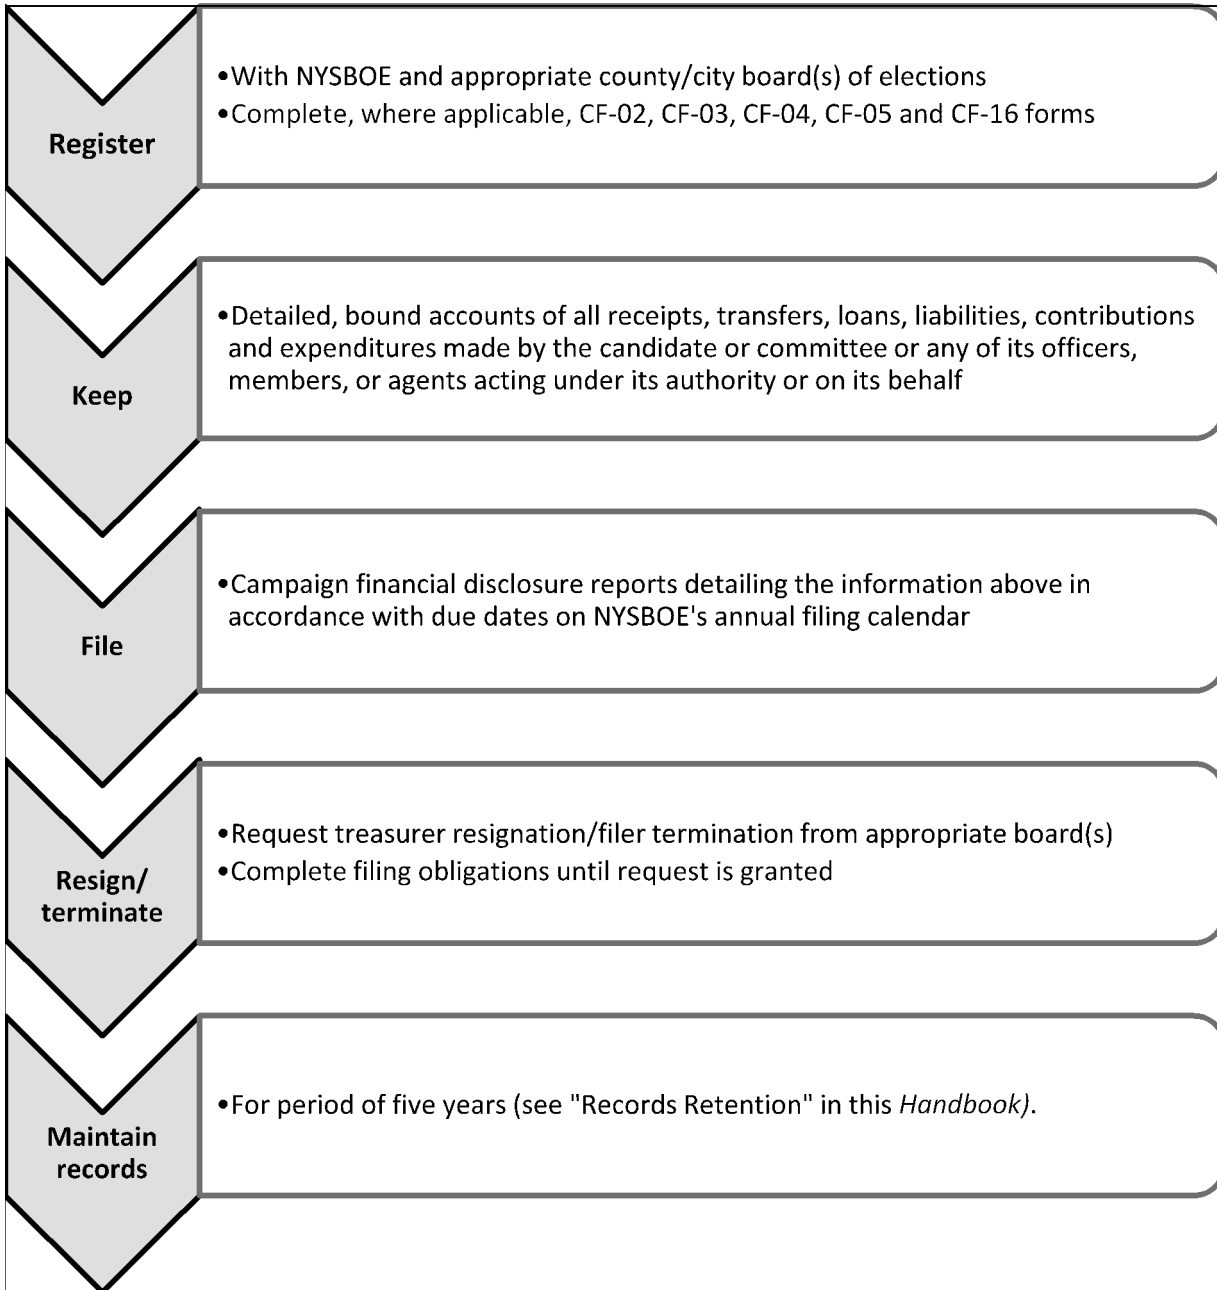 Register
•With NYSBOE and appropriate county/city board(s) of elections
•Complete, where applicable, CF-02, CF-03, CF-04, CF-05 and CF-16 forms
Keep
•Detailed, bound accounts of all receipts, transfers, loans, liabilities, contributions
and expenditures made by the candidate or committee or any of its officers,
members, or agents acting under its authority or on its behalf
File
•Campaign financial disclosure reports detailing the information above in
accordance with due dates on NYSBOE's annual filing calendar
Resign/
terminate
•Request treasurer resignation/filer termination from appropriate board(s)
•Complete filing obligations until request is granted
Maintain
records
•For period of five years (see "Records Retention" in this Handbook).